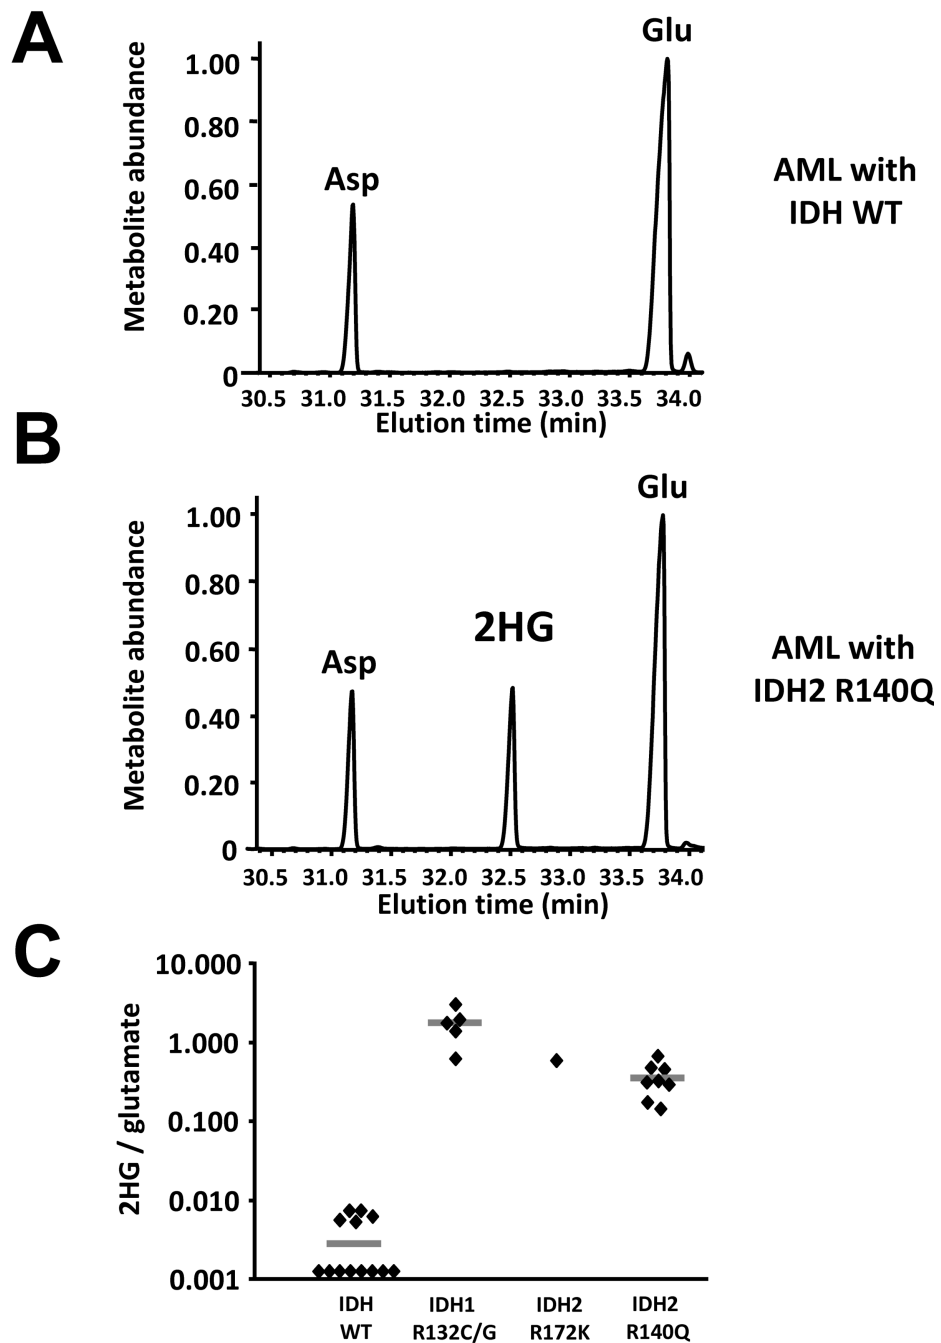 A
Metabolite abundance
1.00
0.80
0.60
0.40
0.20
0
Asp
Glu
AML with
IDH WT
30.5 31.0 31.5 32.0 32.5 33.0 33.5 34.0
Elution time (min)
B
Metabolite abundance
1.00
0.80
0.60
0.40
0.20
0
Asp
2HG
Glu
AML with
IDH2 R140Q
30.5 31.0 31.5 32.0 32.5 33.0 33.5 34.0
Elution time (min)
C
2HG / glutamate
10.000
1.000
0.100
0.010
0.001
IDH
WT
IDH1
R132C/G
IDH2
R172K
IDH2
R140Q